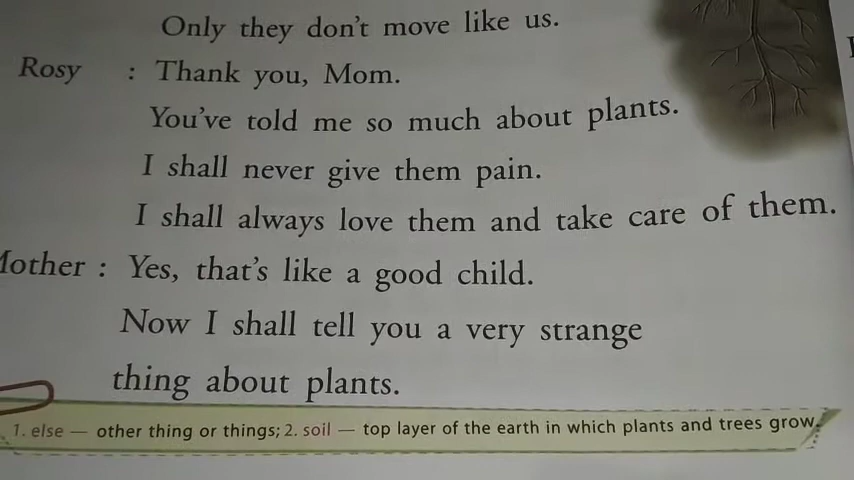 Only they don't move like us.
Rosy : Thank you, Mom.
You've told me so much about plants.
I shall never give them pain.
I shall always love them and take care of them.
Mother : Yes, that's like a good child.
Now I shall tell you a very strange
thing about plants.
1. else — other thing or things; 2. soil — top layer of the earth in which plants and trees grow.